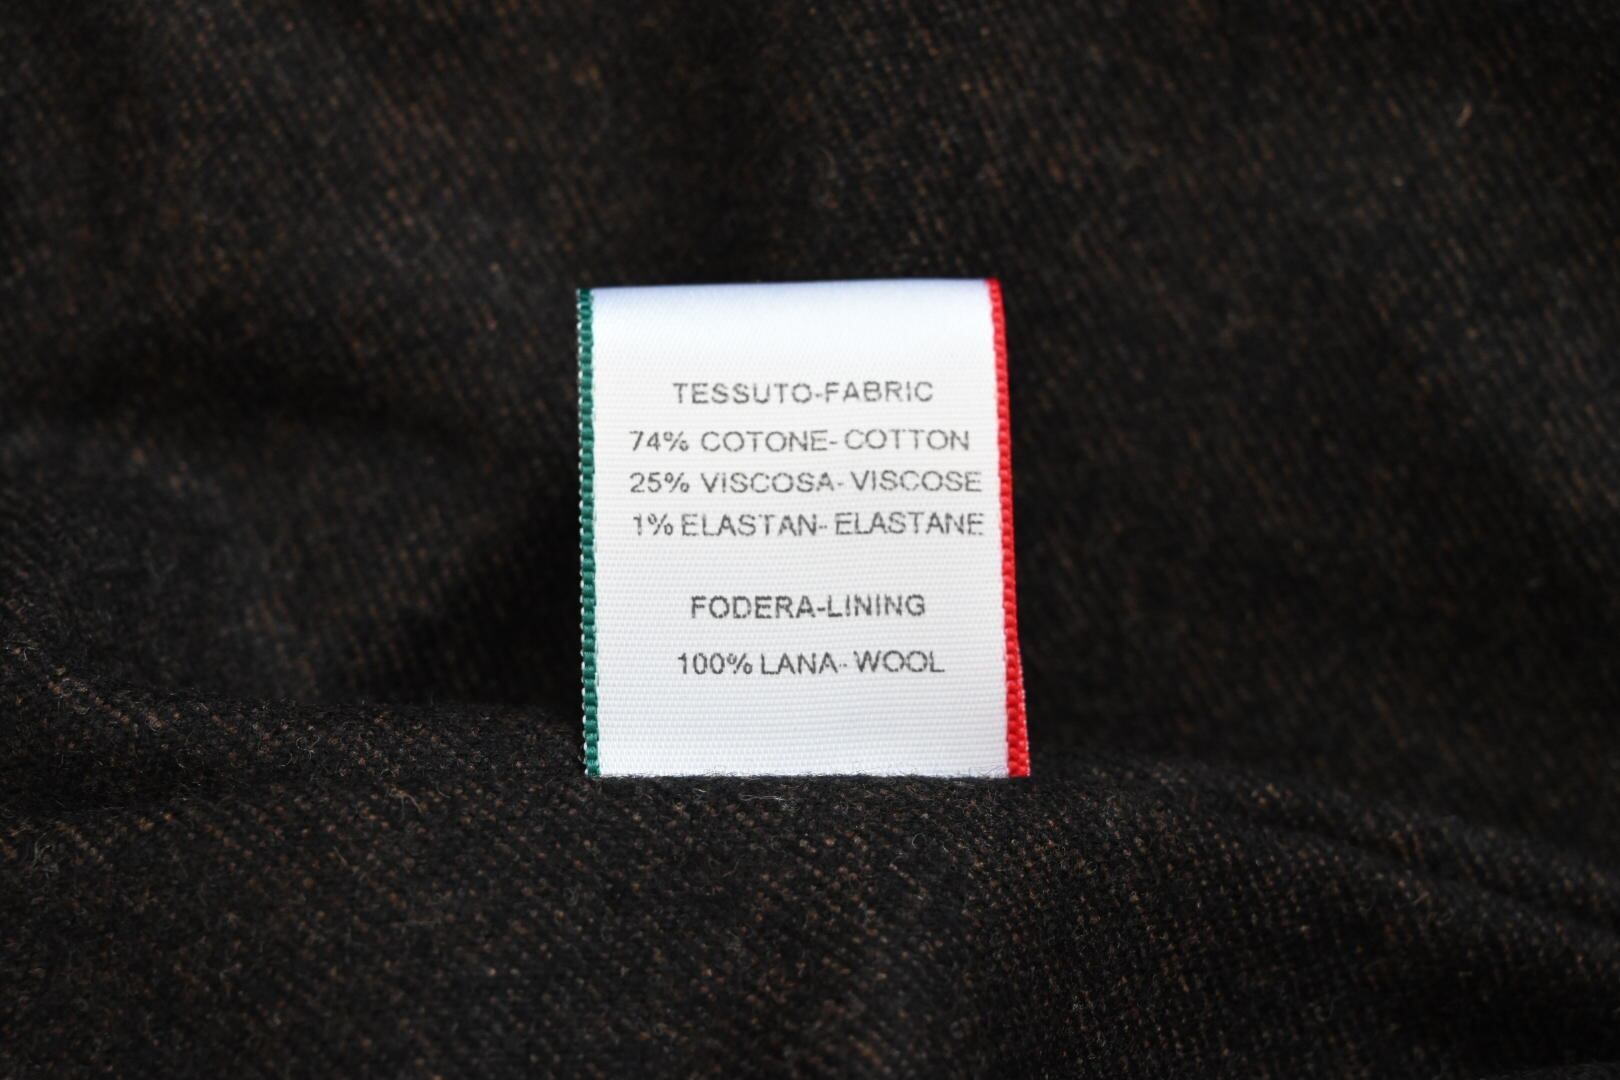 TESSUTO-FABRIC
74% COTONE- COTTON
25% VISCOSA- VISCOSE
1% ELASTAN- ELASTANE
FODERA-LINING
100% LANA- WOOL